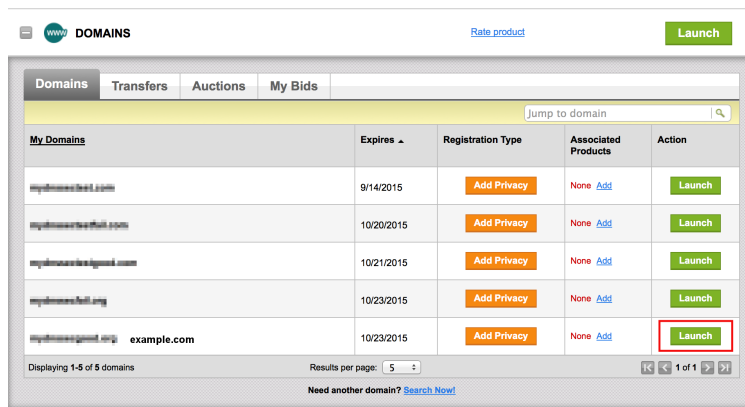 www DOMAINS
Rate product
Launch
Domains
Transfers
Auctions
My Bids
Jump to domain
My Domains
Expires
Registration Type
Associated
Products
Action
9/14/2015
Add Privacy
None Add
Launch
10/20/2015
Add Privacy
None Add
Launch
10/21/2015
Add Privacy
None Add
Launch
10/23/2015
Add Privacy
None Add
Launch
example.com
10/23/2015
Add Privacy
None Add
Launch
Displaying 1-5 of 5 domains
Results per page: 5
1 of 1
Need another domain? Search Now!